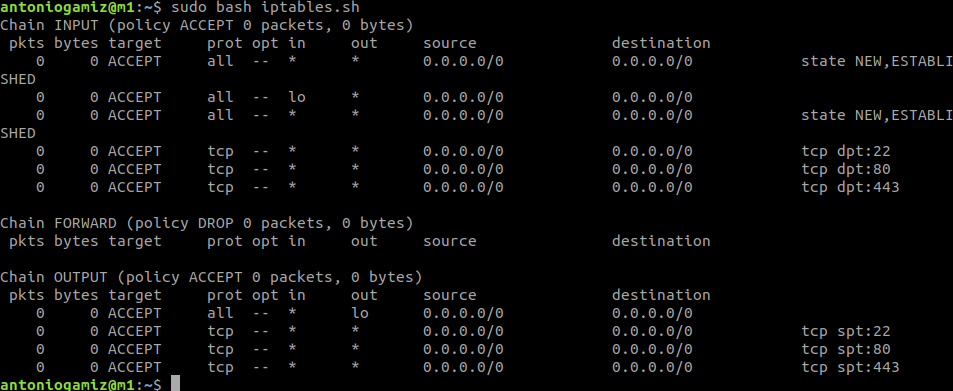 antoniogamiz@m1:~$ sudo bash iptables.sh
Chain INPUT (policy ACCEPT 0 packets, 0 bytes)
 pkts bytes target     prot opt in     out     source               destination
    0     0 ACCEPT     all  --  *      *       0.0.0.0/0            0.0.0.0/0            state NEW,ESTABLI
SHED
    0     0 ACCEPT     all  --  lo     *       0.0.0.0/0            0.0.0.0/0
    0     0 ACCEPT     all  --  *      *       0.0.0.0/0            0.0.0.0/0            state NEW,ESTABLI
SHED
    0     0 ACCEPT     tcp  --  *      *       0.0.0.0/0            0.0.0.0/0            tcp dpt:22
    0     0 ACCEPT     tcp  --  *      *       0.0.0.0/0            0.0.0.0/0            tcp dpt:80
    0     0 ACCEPT     tcp  --  *      *       0.0.0.0/0            0.0.0.0/0            tcp dpt:443
Chain FORWARD (policy DROP 0 packets, 0 bytes)
 pkts bytes target     prot opt in     out     source               destination
Chain OUTPUT (policy ACCEPT 0 packets, 0 bytes)
 pkts bytes target     prot opt in     out     source               destination
    0     0 ACCEPT     all  --  *      lo      0.0.0.0/0            0.0.0.0/0
    0     0 ACCEPT     tcp  --  *      *       0.0.0.0/0            0.0.0.0/0            tcp spt:22
    0     0 ACCEPT     tcp  --  *      *       0.0.0.0/0            0.0.0.0/0            tcp spt:80
    0     0 ACCEPT     tcp  --  *      *       0.0.0.0/0            0.0.0.0/0            tcp spt:443
antoniogamiz@m1:~$